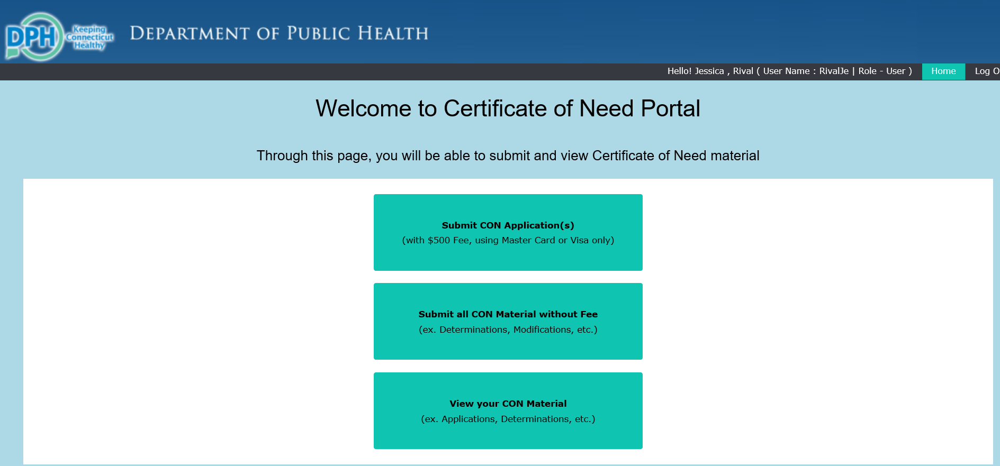 DPH
Keeping
Connecticut
Healthy
DEPARTMENT OF PUBLIC HEALTH
Hello! Jessica , Rival ( User Name : RivalJe | Role - User )
Home
Log O
Welcome to Certificate of Need Portal
Through this page, you will be able to submit and view Certificate of Need material
Submit CON Application(s)
(with $500 Fee, using Master Card or Visa only)
Submit all CON Material without Fee
(ex. Determinations, Modifications, etc.)
View your CON Material
(ex. Applications, Determinations, etc.)